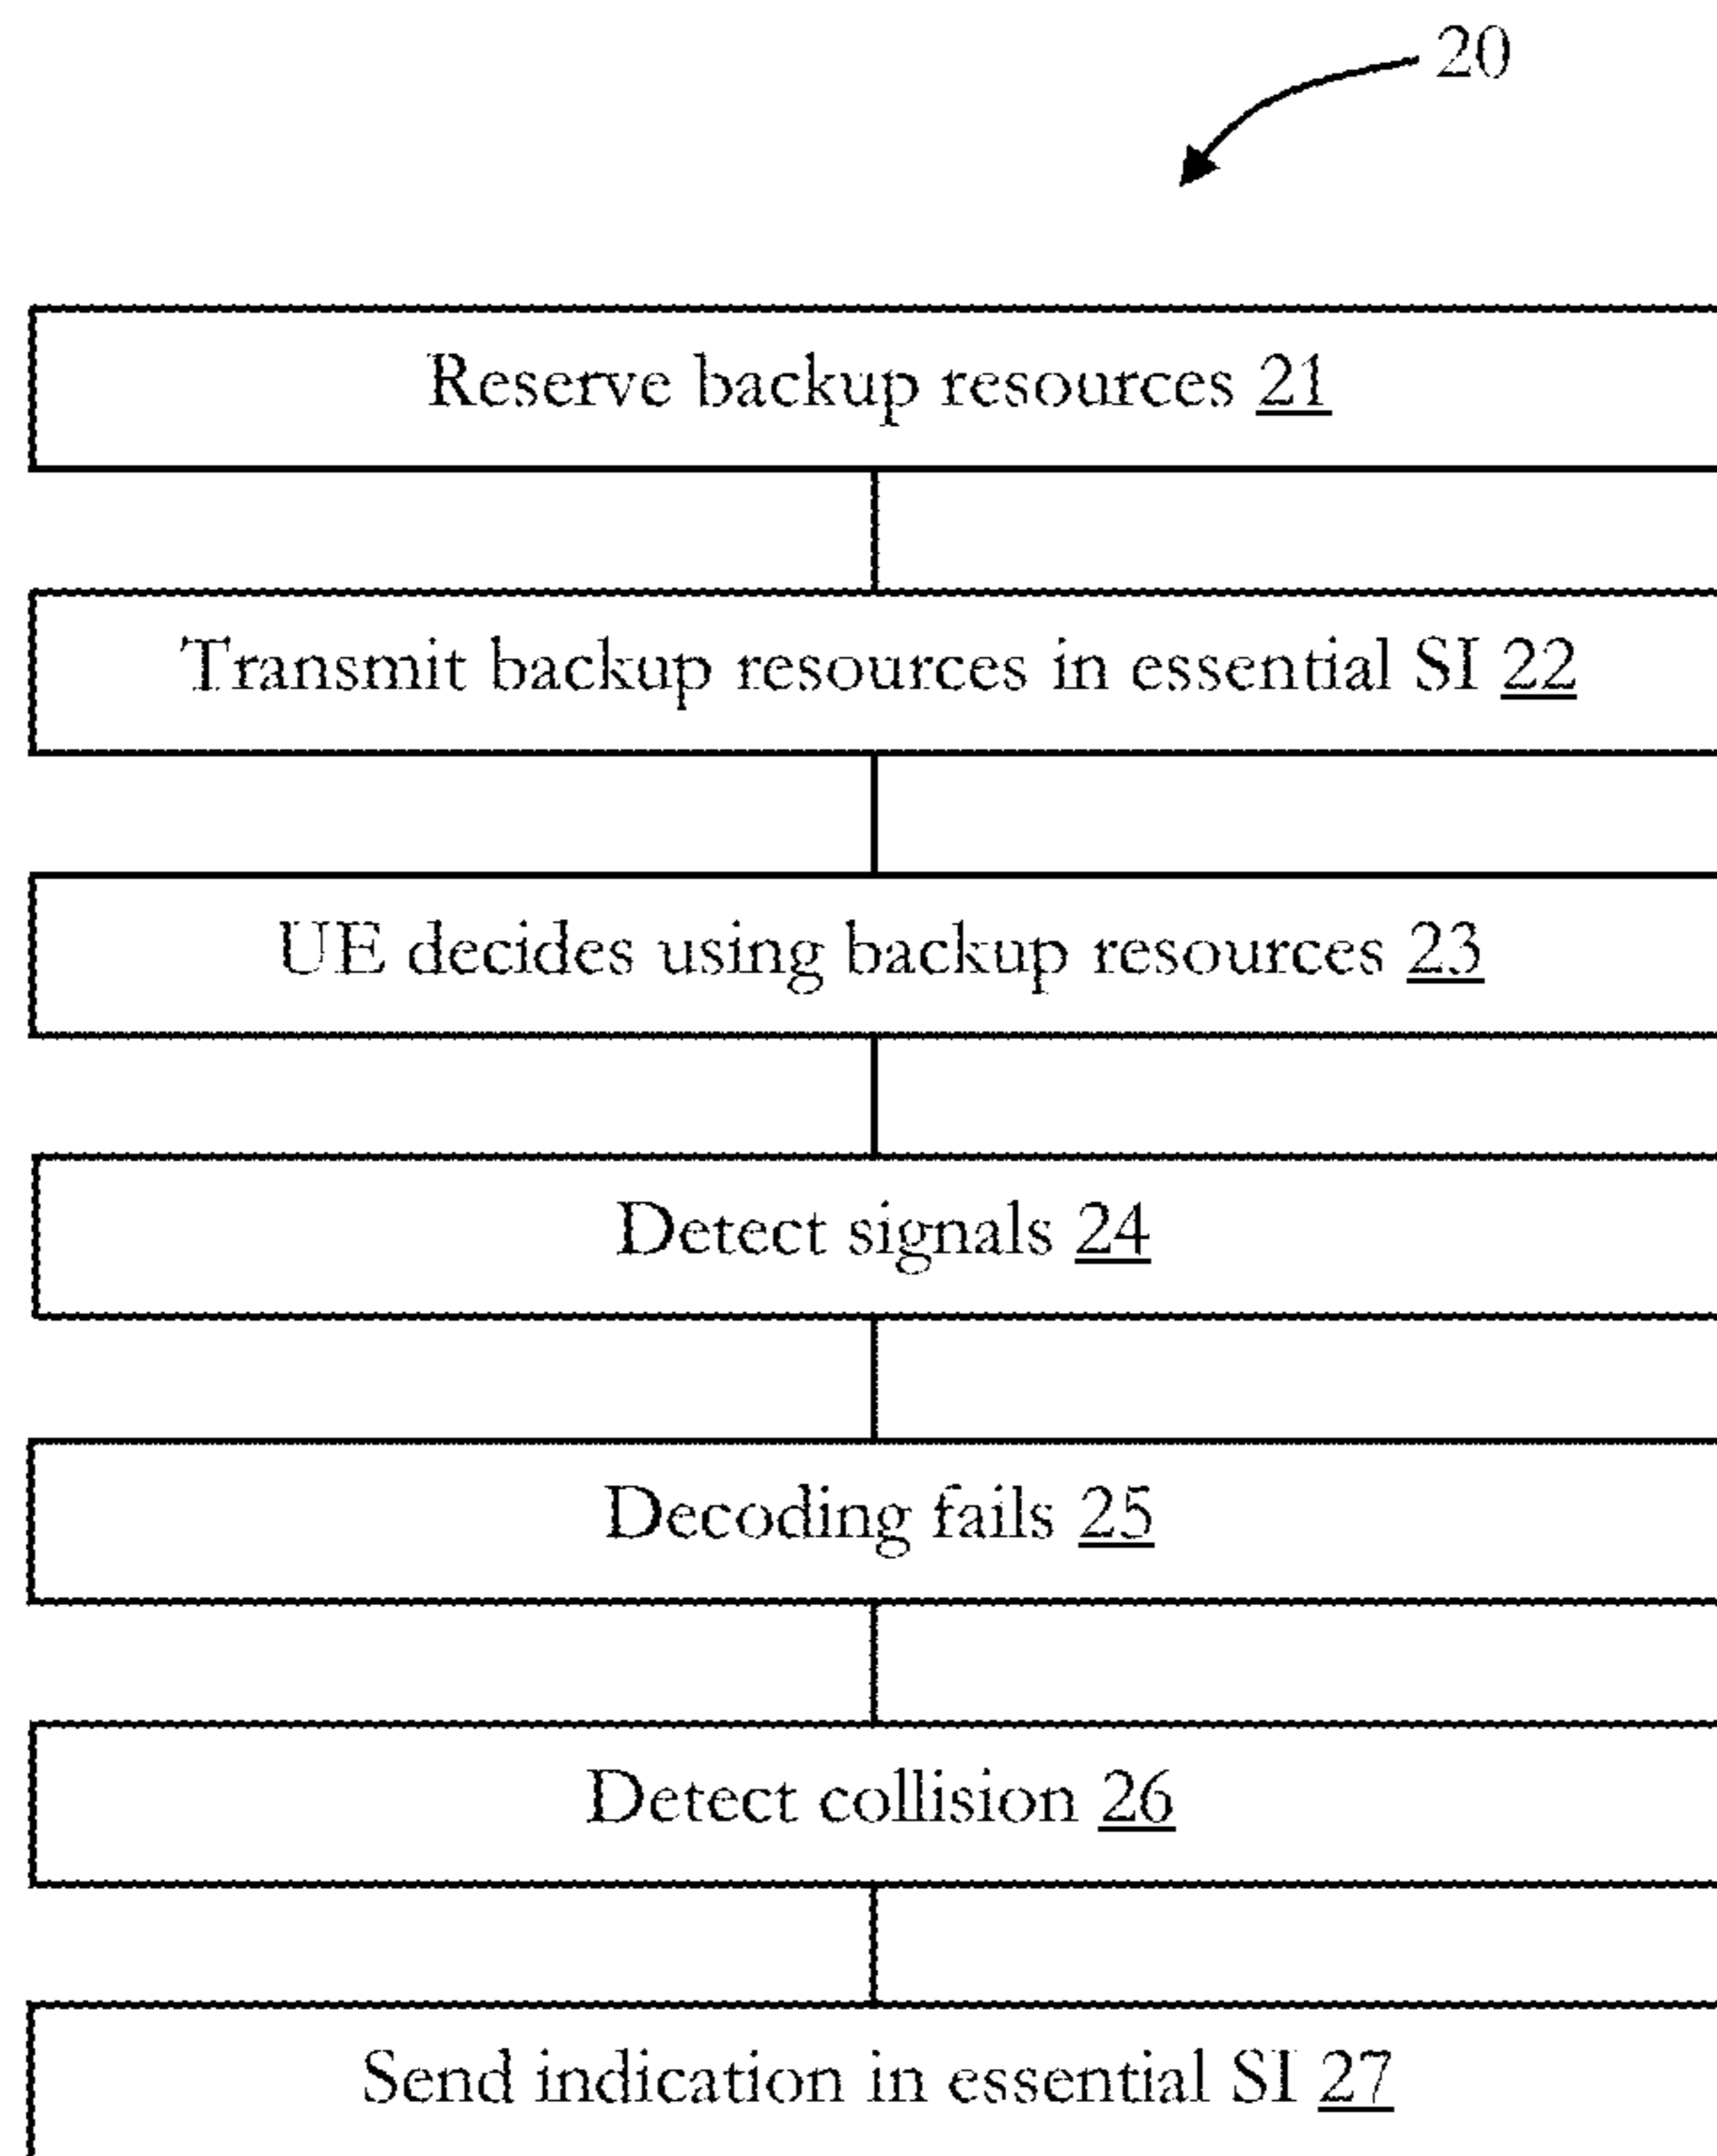 20
Reserve backup resources 21
Transmit backup resources in essential SI 22
UE decides using backup resources 23
Detect signals 24
Decoding fails 25
Detect collision 26
Send indication in essential SI 27